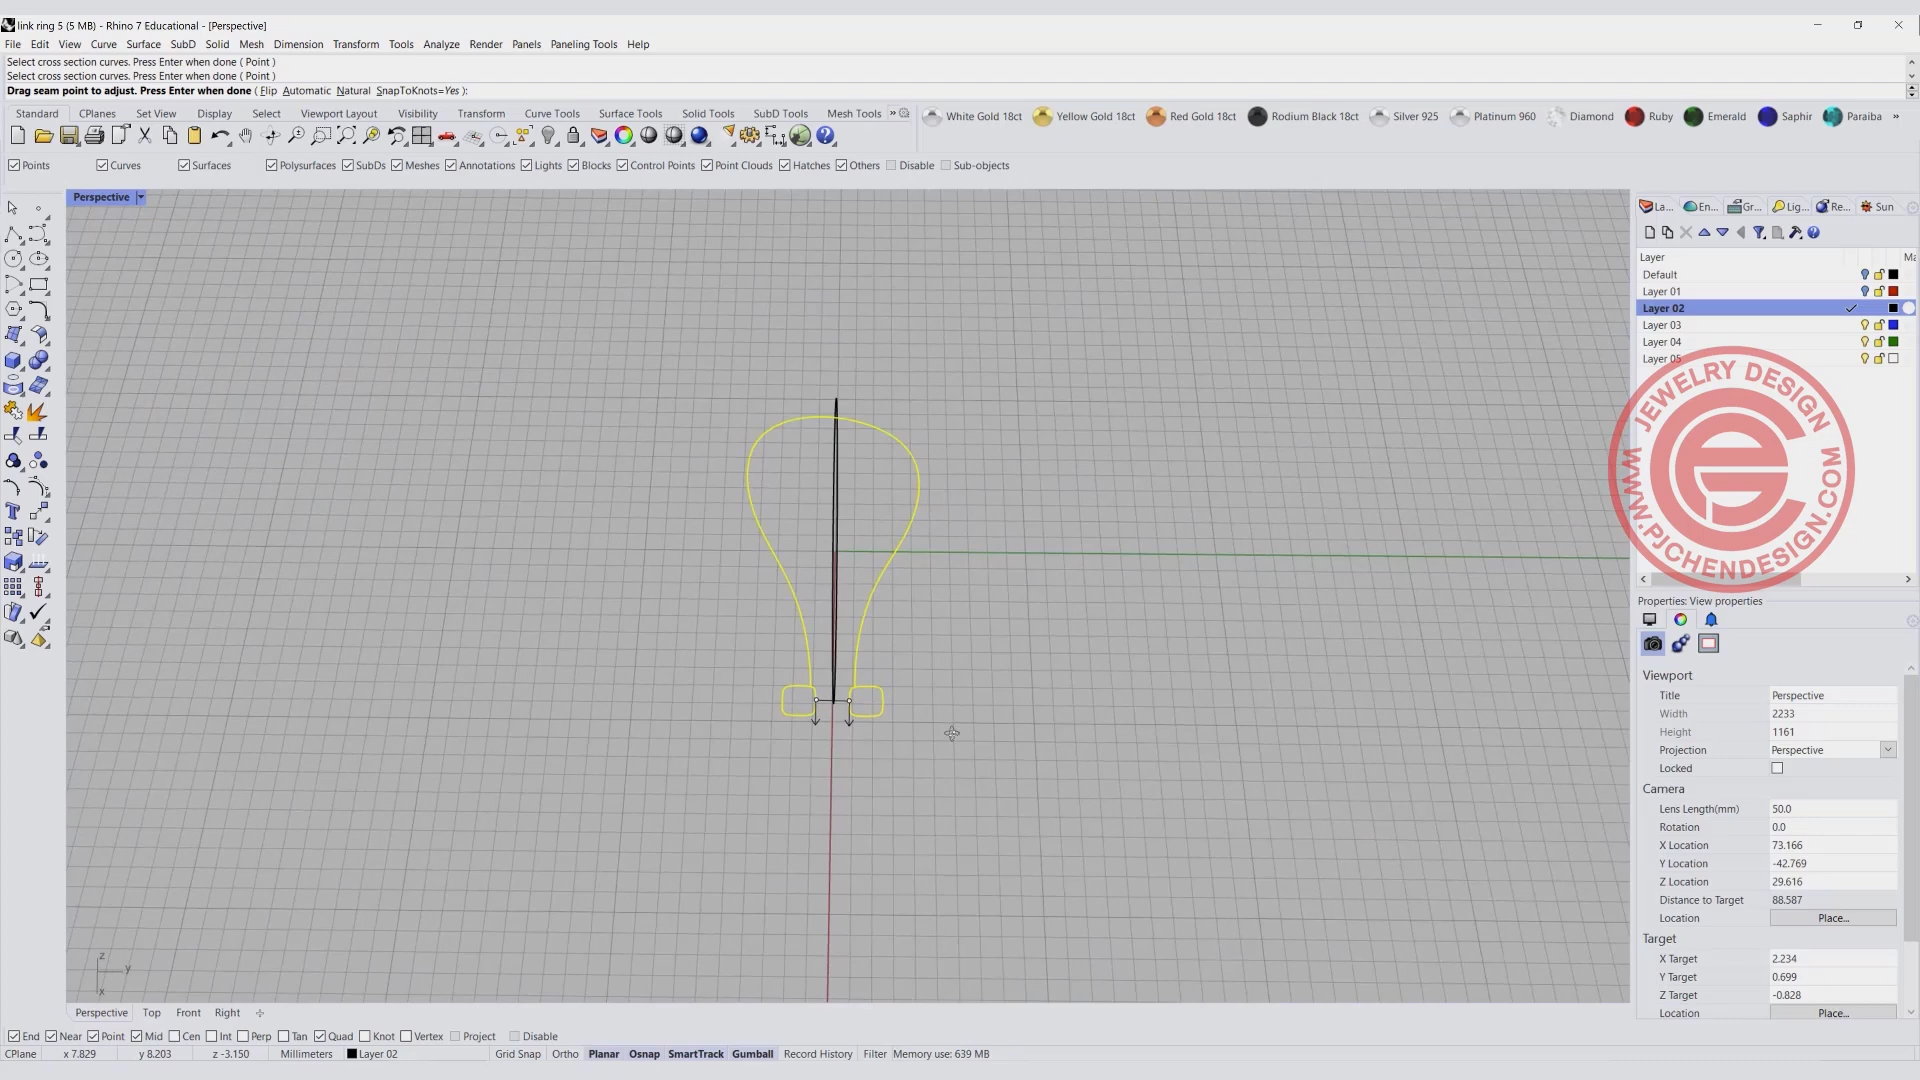 link ring 5 (5 MB) - Rhino 7 Educational - [Perspective]
File Edit View Curve Surface SubD Solid Mesh Dimension Transform Tools Analyze Render Panels Paneling Tools Help
Select cross section curves. Press Enter when done ( Point )
Select cross section curves. Press Enter when done ( Point )
Drag seam point to adjust. Press Enter when done ( Flip Automatic Natural SnapToKnots=Yes ):
Standard CPlanes Set View Display Select Viewport Layout Visibility Transform Curve Tools Surface Tools Solid Tools SubD Tools Mesh Tools »
White Gold 18ct Yellow Gold 18ct Red Gold 18ct Rodium Black 18ct Silver 925 Platinum 960 Diamond Ruby Emerald Saphir Paraiba »
Points Curves Surfaces Polysurfaces SubDs Meshes Annotations Lights Blocks Control Points Point Clouds Hatches Others Disable Sub-objects
Perspective
La... En... Gr... Lig... Re... Sun
Layer Ma
Default
Layer 01
Layer 02
Layer 03
Layer 04
Layer 05
JEWELRY DESIGN
WWW.PJCHENDESIGN.COM
Properties: View properties
Viewport
Title Perspective
Width 2233
Height 1161
Projection Perspective
Locked
Camera
Lens Length(mm) 50.0
Rotation 0.0
X Location 73.166
Y Location -42.769
Z Location 29.616
Distance to Target 88.587
Location Place...
Target
X Target 2.234
Y Target 0.699
Z Target -0.828
Location Place...
z
y
x
Perspective Top Front Right
End Near Point Mid Cen Int Perp Tan Quad Knot Vertex Project Disable
CPlane x 7.829 y 8.203 z -3.150 Millimeters Layer 02 Grid Snap Ortho Planar Osnap SmartTrack Gumball Record History Filter Memory use: 639 MB